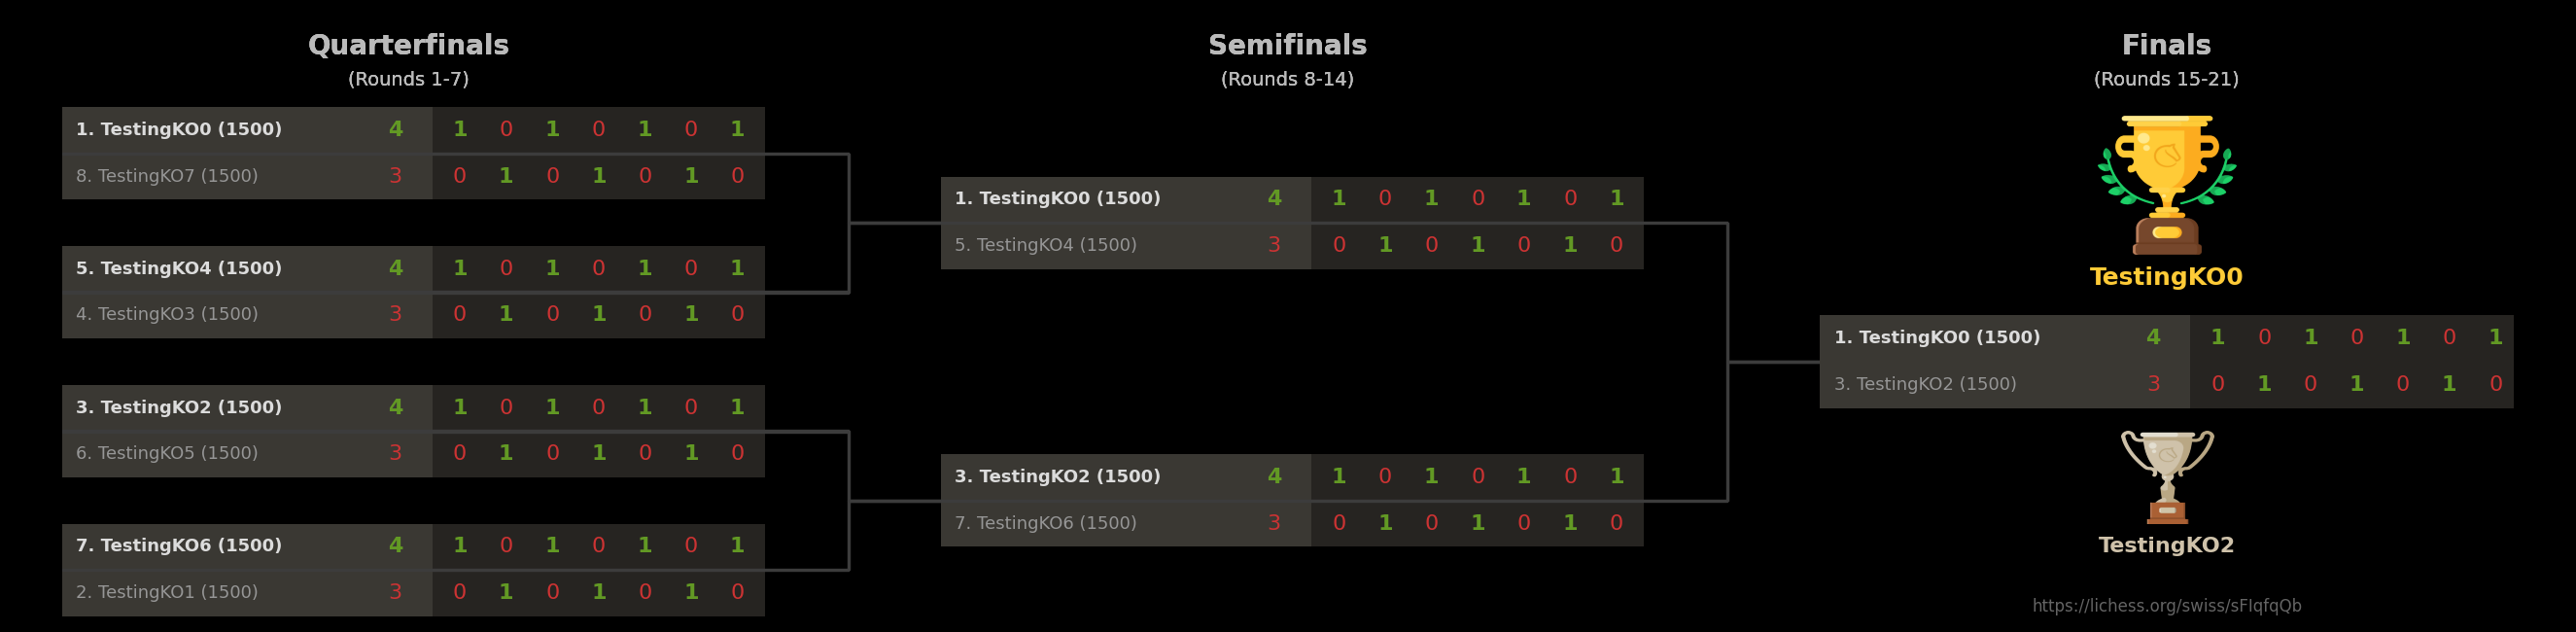 Quarterfinals
(Rounds 1-7)
1. TestingKO0 (1500) 4 1 0 1 0 1 0 1
8. TestingKO7 (1500) 3 0 1 0 1 0 1 0
5. TestingKO4 (1500) 4 1 0 1 0 1 0 1
4. TestingKO3 (1500) 3 0 1 0 1 0 1 0
3. TestingKO2 (1500) 4 1 0 1 0 1 0 1
6. TestingKO5 (1500) 3 0 1 0 1 0 1 0
7. TestingKO6 (1500) 4 1 0 1 0 1 0 1
2. TestingKO1 (1500) 3 0 1 0 1 0 1 0
Semifinals
(Rounds 8-14)
1. TestingKO0 (1500) 4 1 0 1 0 1 0 1
5. TestingKO4 (1500) 3 0 1 0 1 0 1 0
3. TestingKO2 (1500) 4 1 0 1 0 1 0 1
7. TestingKO6 (1500) 3 0 1 0 1 0 1 0
Finals
(Rounds 15-21)
TestingKO0
1. TestingKO0 (1500) 4 1 0 1 0 1 0 1
3. TestingKO2 (1500) 3 0 1 0 1 0 1 0
TestingKO2
https://lichess.org/swiss/sFIqfqQb